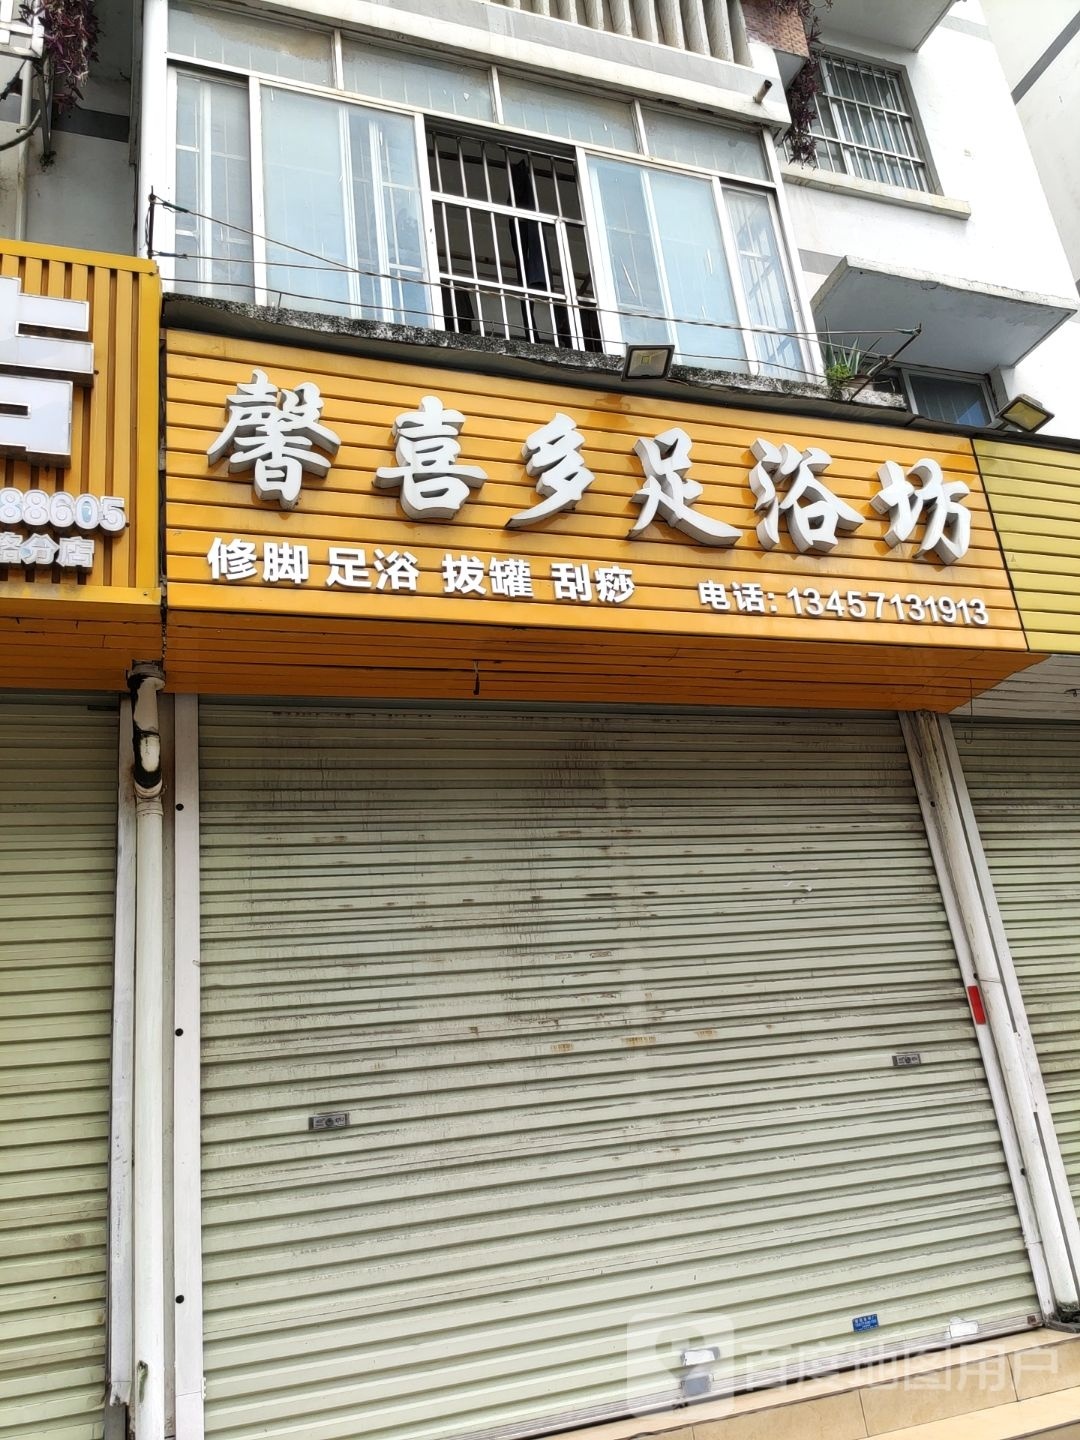 馨喜多足浴坊
修脚 足浴 拔罐 刮痧
电话: 13457131913
88605
分店
百度地图用户